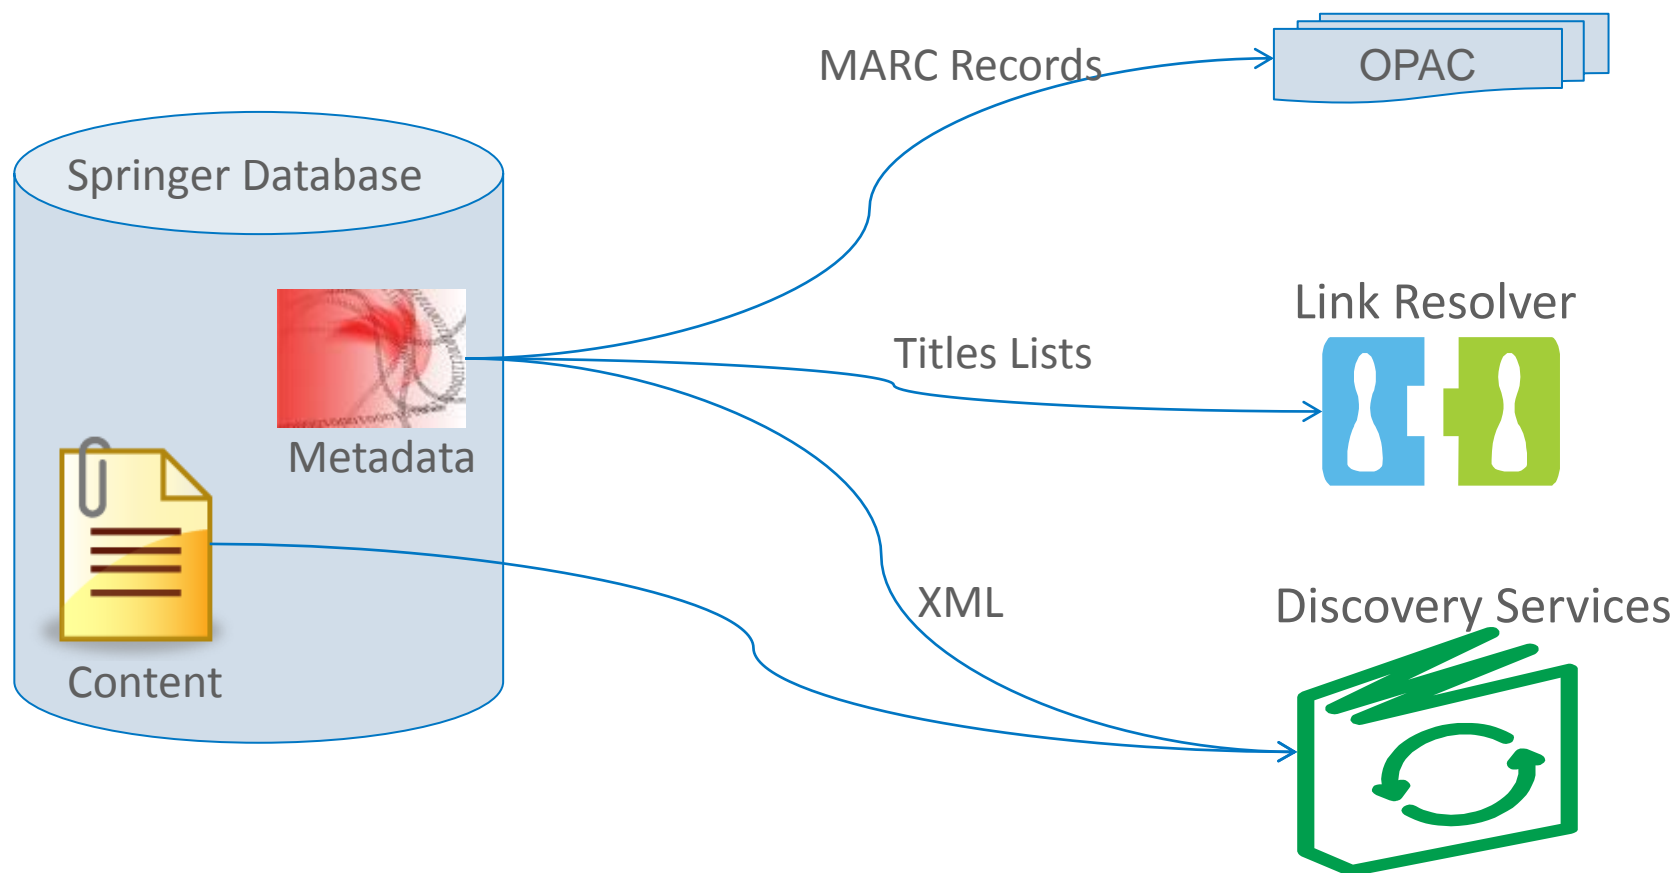 MARC Records
OPAC
Springer Database
Link Resolver
Titles Lists
Metadata
XML
Discovery Services
Content